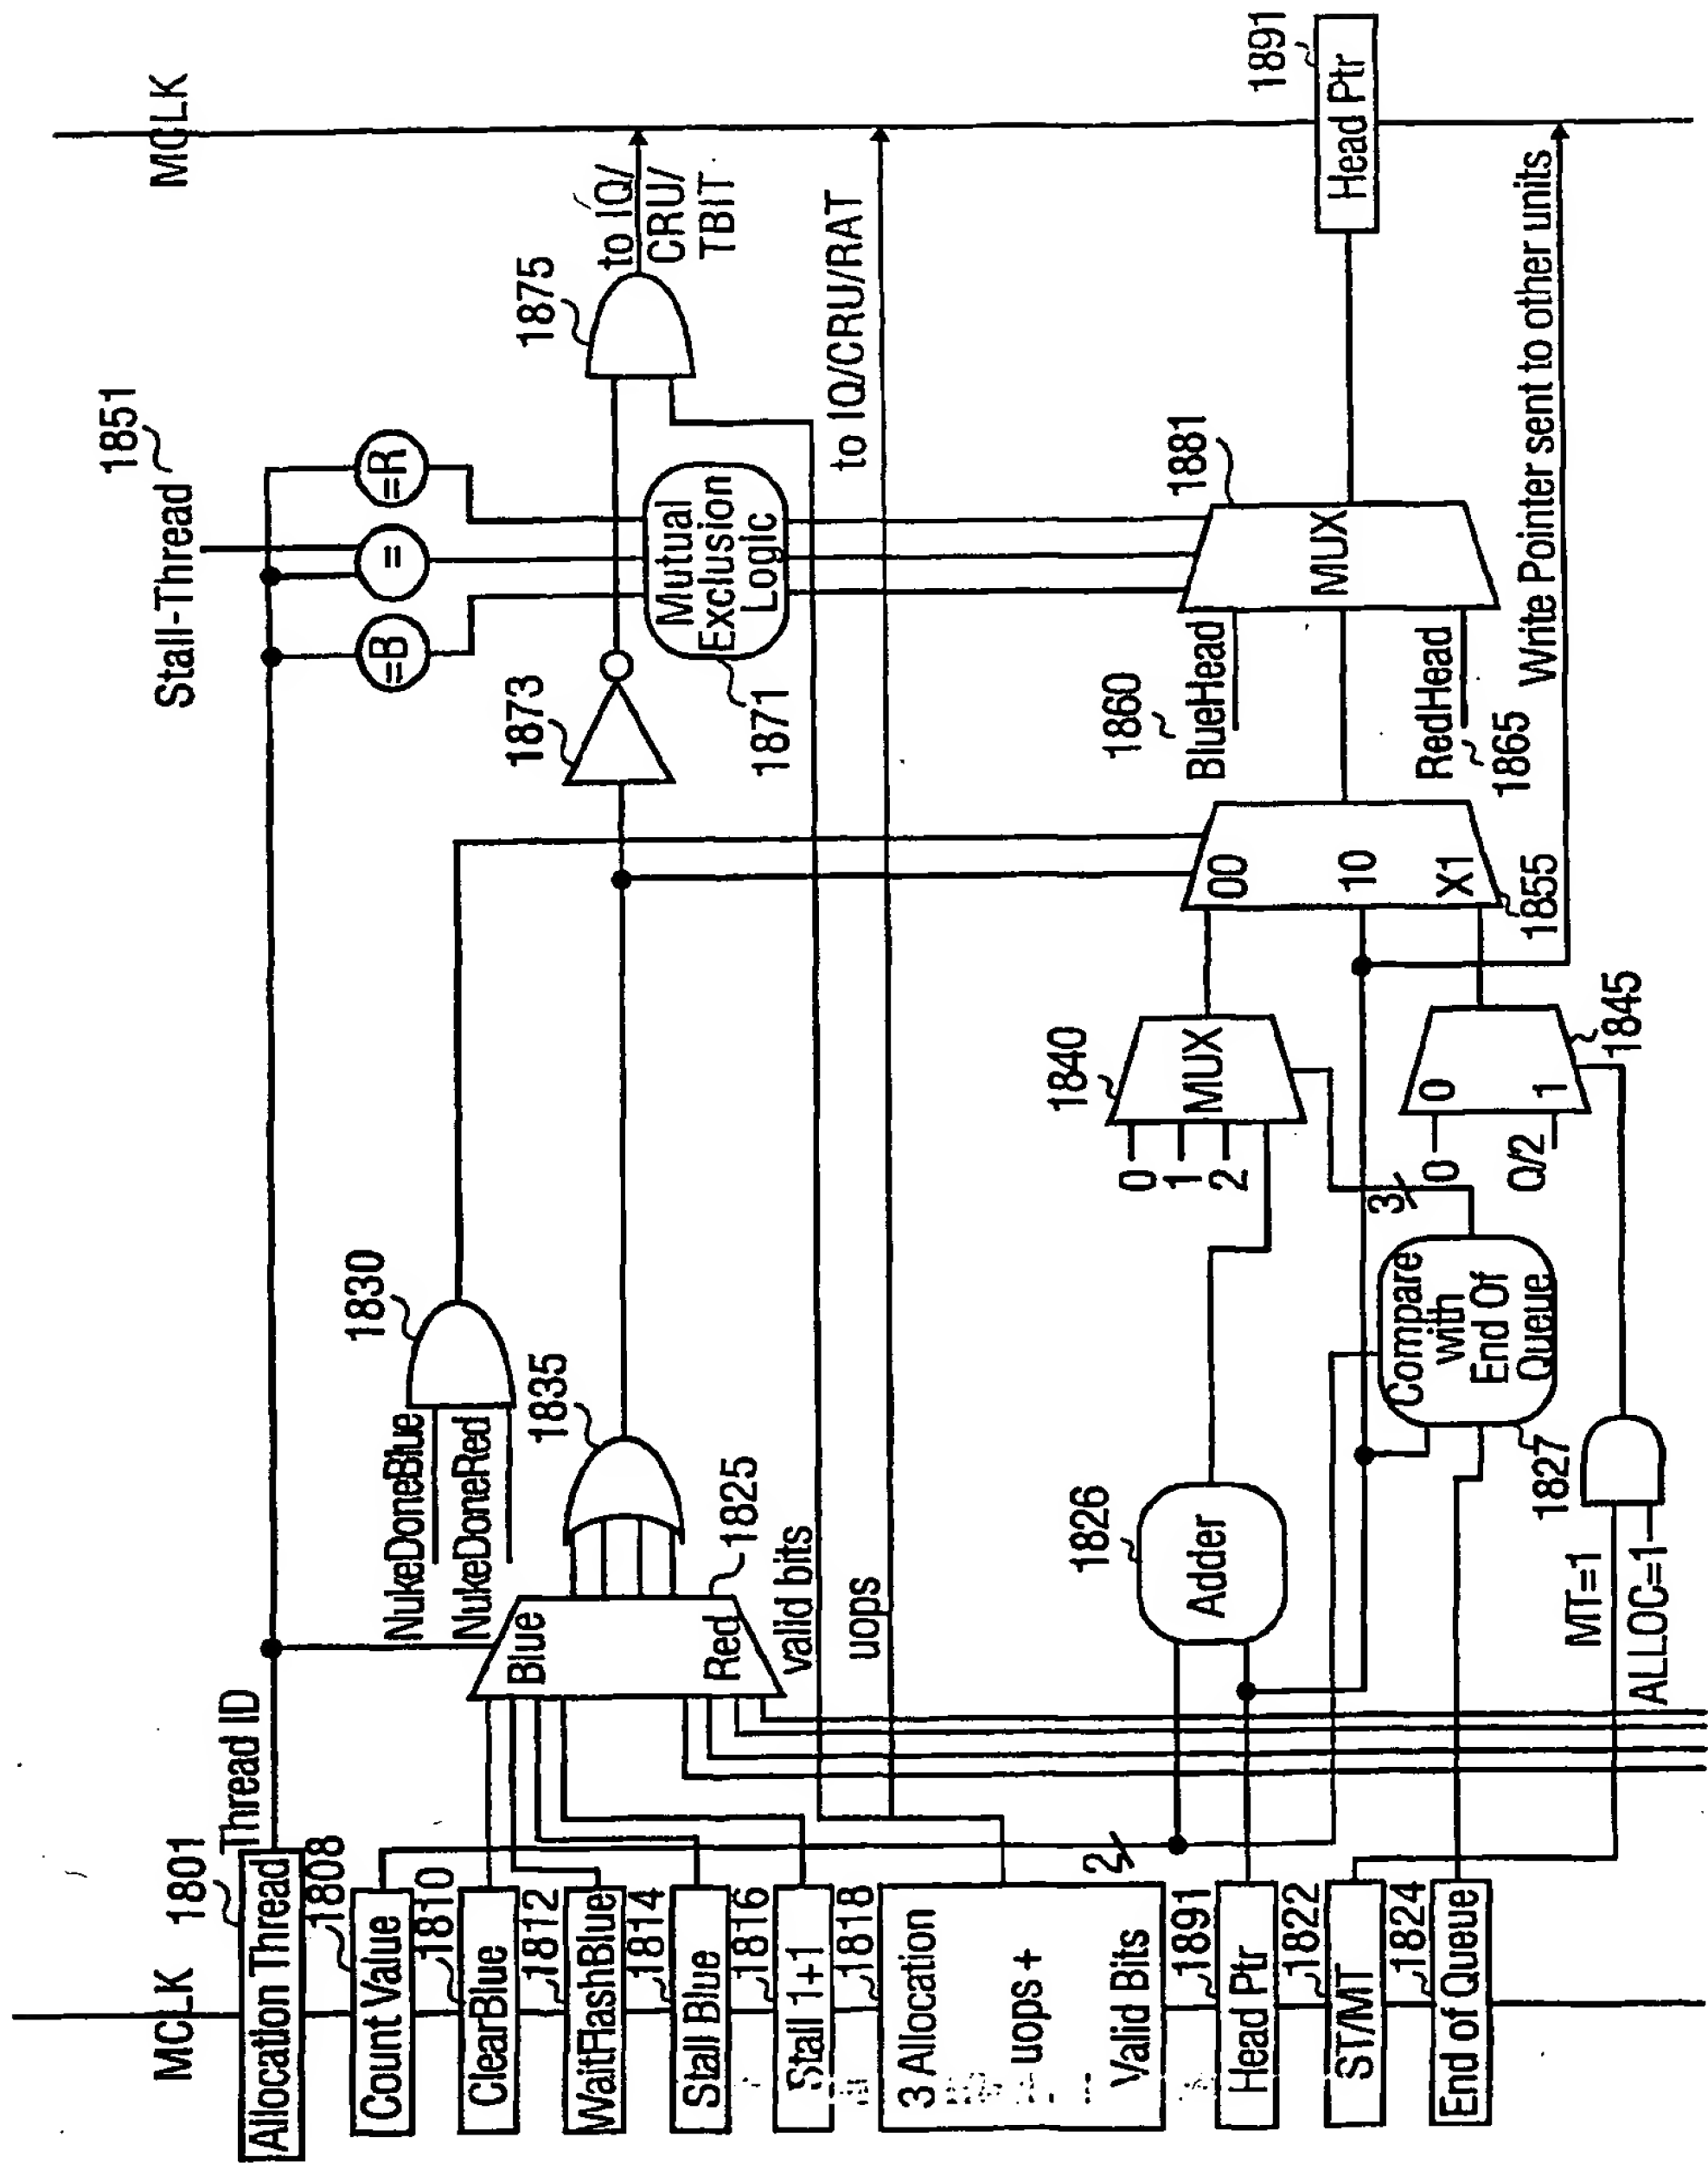 MCLK
1801
Allocation Thread
Thread ID
1808
Count Value
1810
ClearBlue
1812
WaitFlashBlue
1814
Stall Blue
1816
Stall 1+1
1818
3 Allocation
uops +
Valid Bits
1891
Head Ptr
1822
ST/MT
1824
End of Queue
2
Blue
Red
1825
valid bits
uops
NukeDoneBlue
NukeDoneRed
1830
1835
1826
Adder
MT=1
ALLOC=1
1827
Compare
with
End Of
Queue
3
0
1
2
MUX
1840
0
Q/2
0
1
1845
00
10
X1
1855
1873
1860
BlueHead
RedHead
1865
MUX
1881
Write Pointer sent to other units
Stall-Thread
1851
=B
=
=R
Mutual
Exclusion
Logic
1871
1875
to IQ/
CRU/
TBIT
to IQ/CRU/RAT
MCLK
1891
Head Ptr